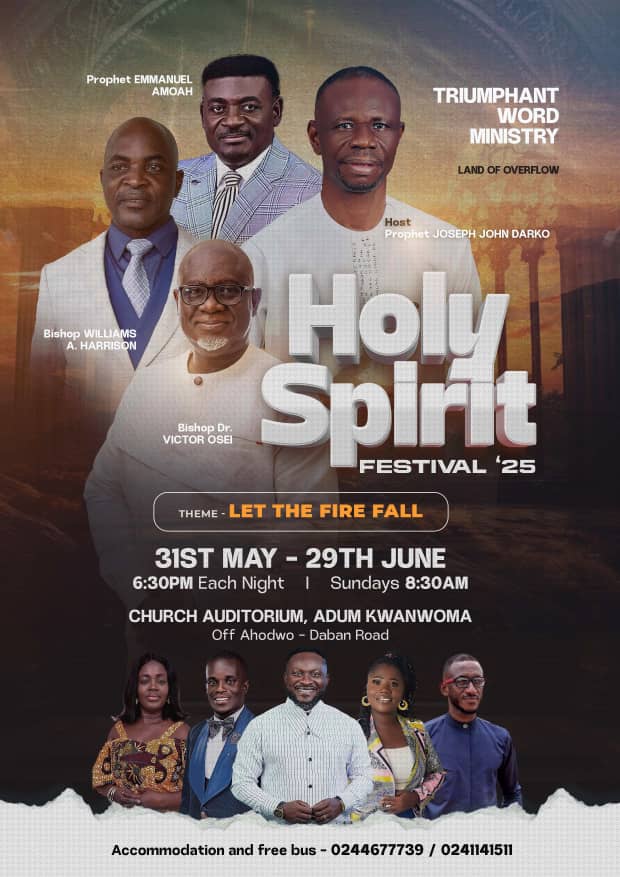 Prophet EMMANUEL
AMOAH
TRIUMPHANT
WORD
MINISTRY
LAND OF OVERFLOW
Host
Prophet JOSEPH JOHN DARKO
Bishop WILLIAMS
A. HARRISON
Bishop Dr.
VICTOR OSEI
Holy
Spirit
FESTIVAL ‘25
THEME - LET THE FIRE FALL
31ST MAY – 29TH JUNE
6:30PM Each Night | Sundays 8:30AM
CHURCH AUDITORIUM, ADUM KWANWOMA
Off Ahodwo – Daban Road
Accommodation and free bus – 0244677739 / 0241141511